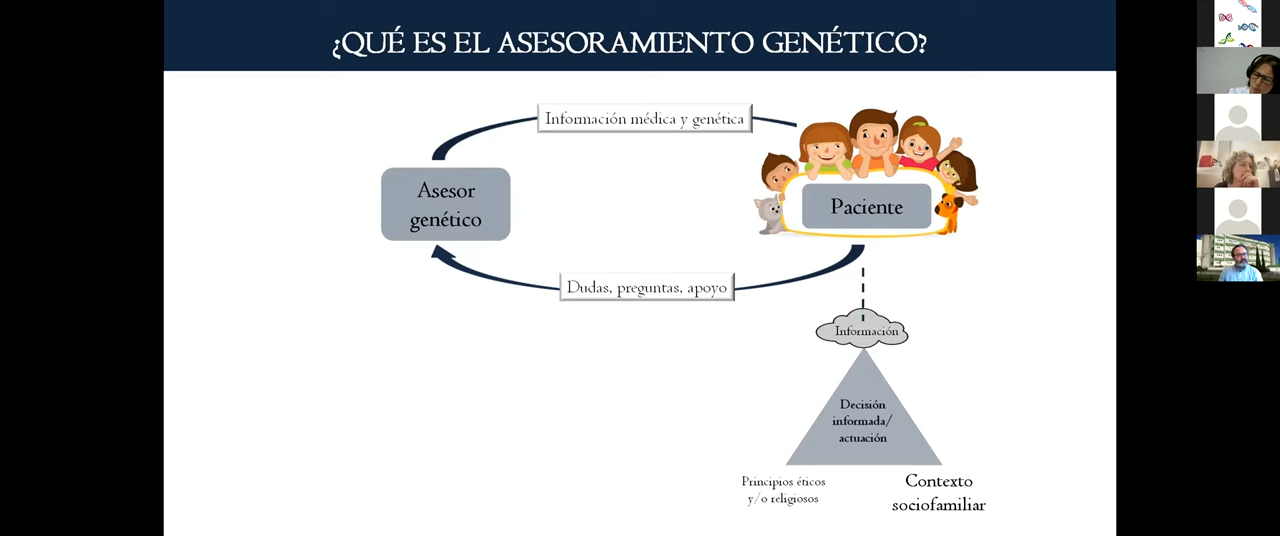 ¿QUÉ ES EL ASESORAMIENTO GENÉTICO?
Información médica y genética
Asesor
genético
Paciente
Dudas, preguntas, apoyo
Información
Decisión
informada/
actuación
Principios éticos
y/o religiosos
Contexto
sociofamiliar